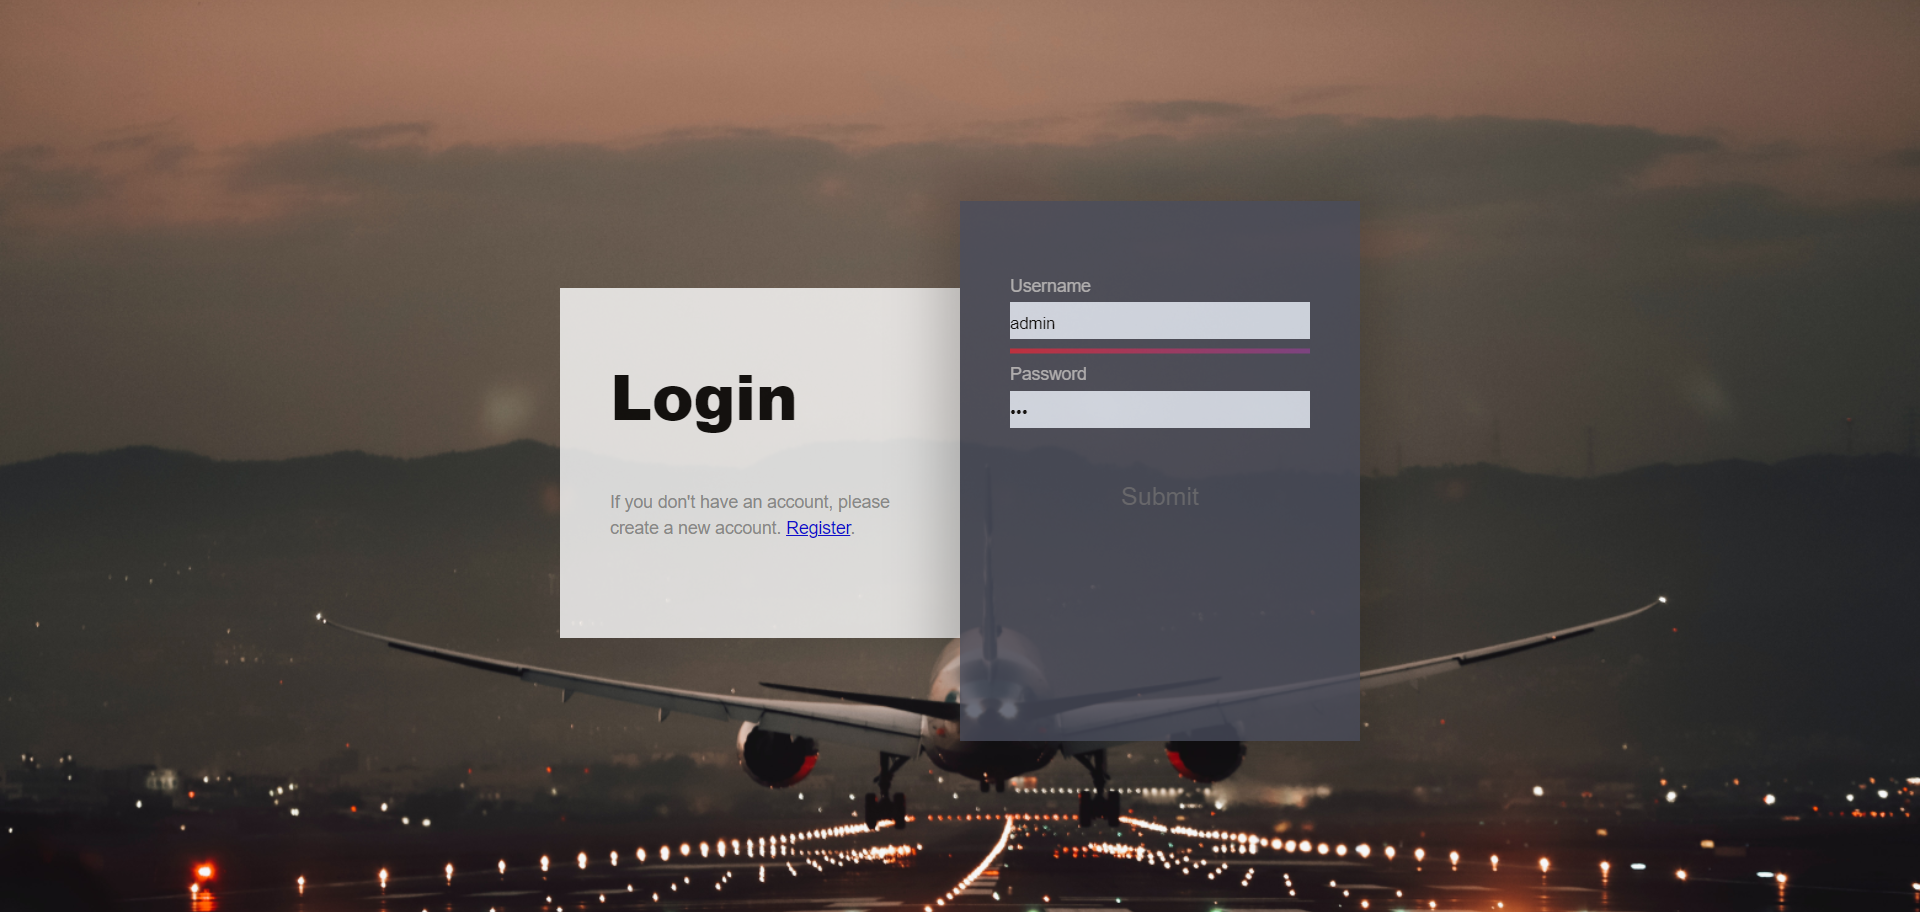 Login
If you don't have an account, please
create a new account. Register.
Username
admin
Password
•••
Submit